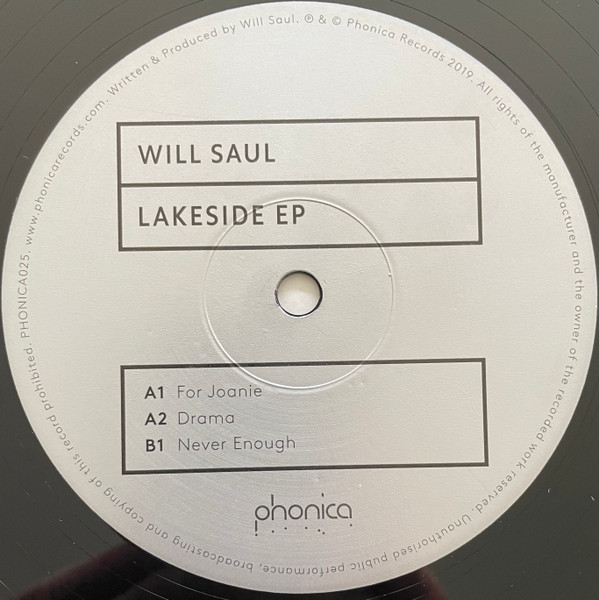 WILL SAUL
LAKESIDE EP
A1 For Joanie
A2 Drama
B1 Never Enough
phonica
PHONICA025. www.phonicarecords.com. Written & Produced by Will Saul. ℗ & © Phonica Records 2019. All rights of the manufacturer and the owner of the recorded work reserved. Unauthorised public performance, broadcasting and copying of this record prohibited.